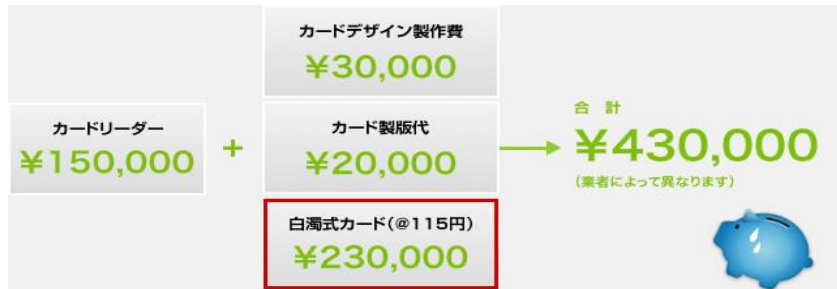 カードデザイン製作費
¥30,000
カードリーダー
¥150,000
+
カード製版代
¥20,000
白濁式カード(@115円)
¥230,000
合 計
¥430,000
(業者によって異なります)